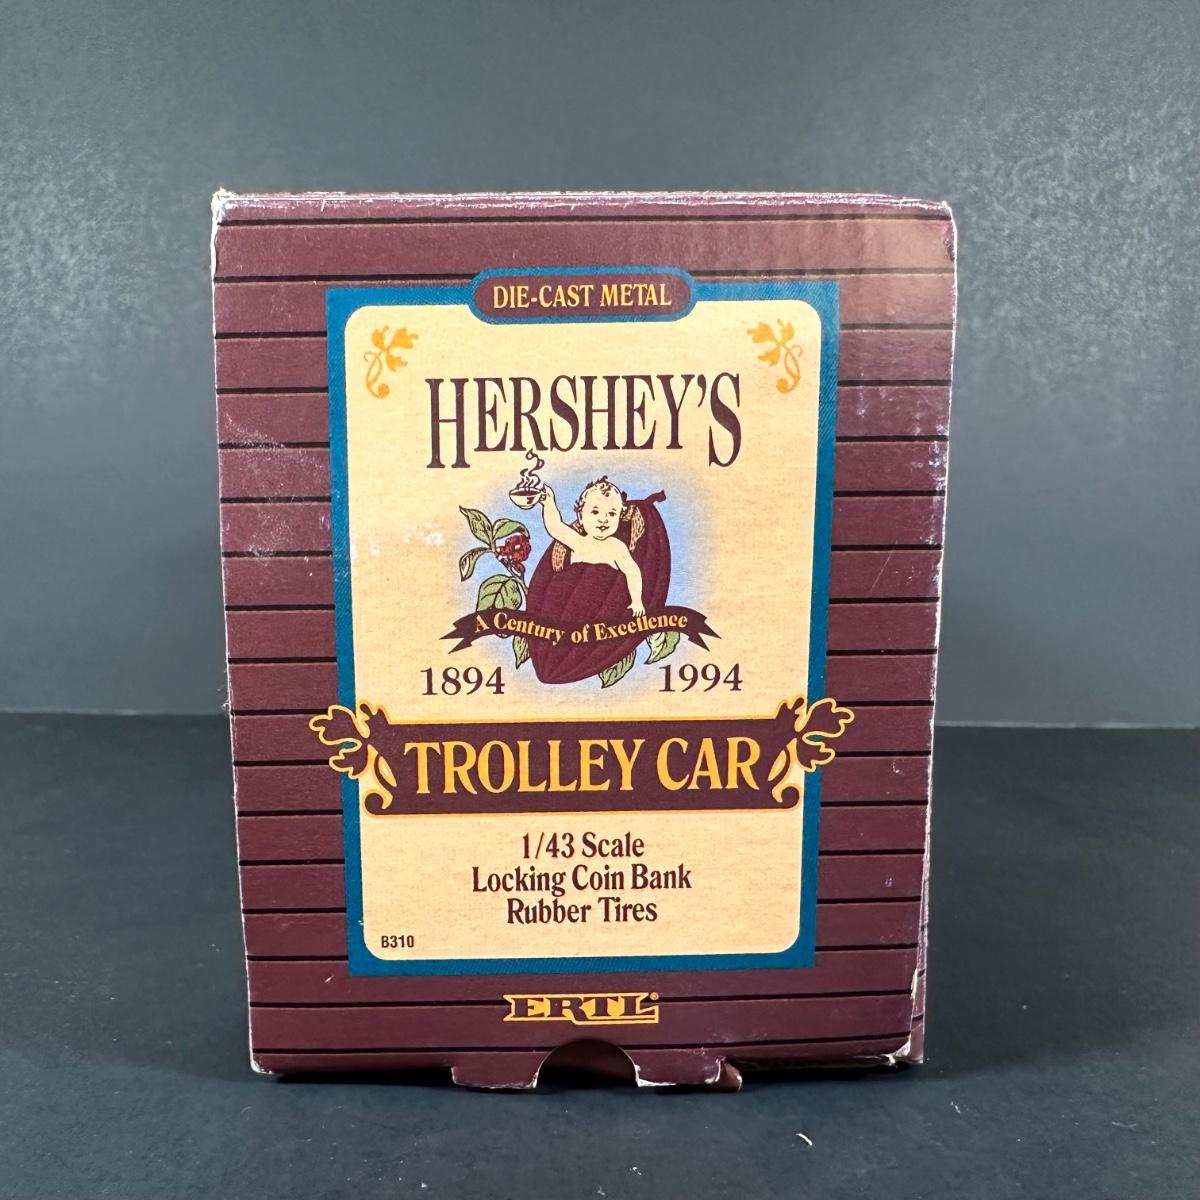 DIE-CAST METAL
HERSHEY'S
A Century of Excellence
1894 1994
TROLLEY CAR
1/43 Scale
Locking Coin Bank
Rubber Tires
B310
ERTL®